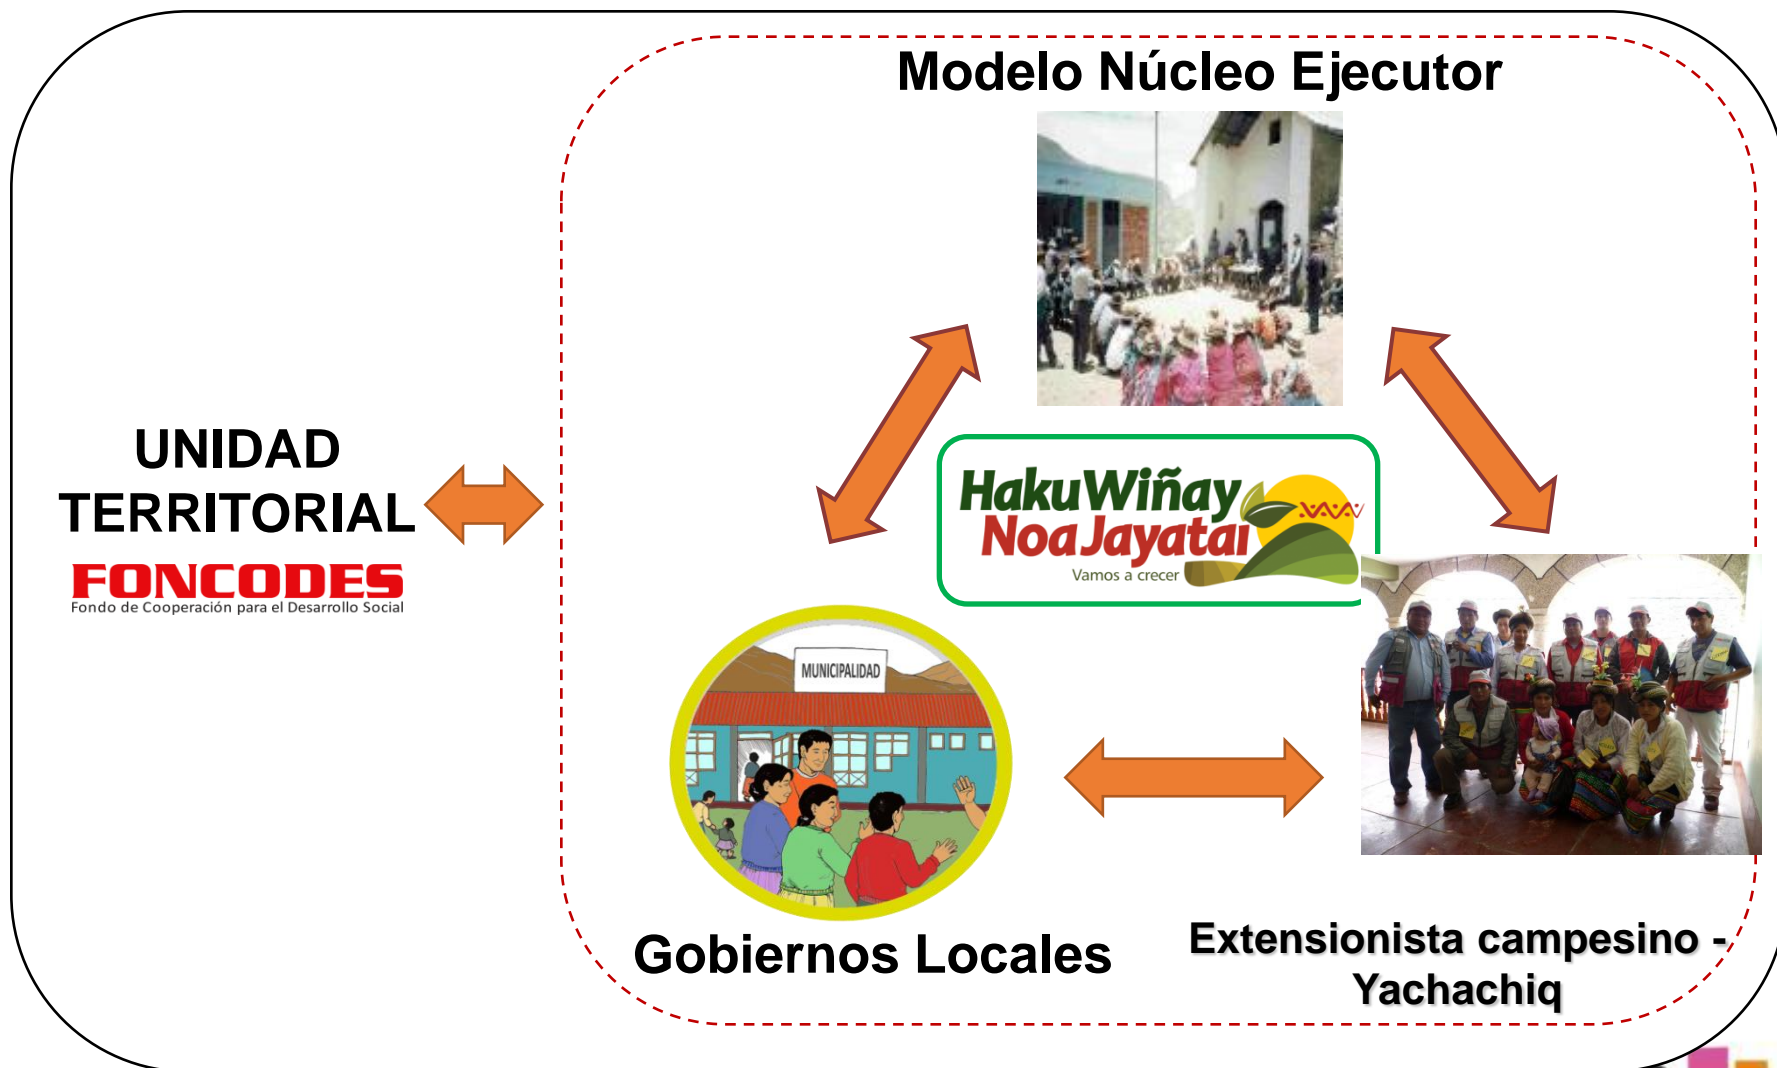 Modelo Núcleo Ejecutor
UNIDAD
TERRITORIAL
FONCODES
Fondo de Cooperación para el Desarrollo Social
HakuWiñay
NoaJayatai
Vamos a crecer
MUNICIPALIDAD
Gobiernos Locales
Extensionista campesino -
Yachachiq